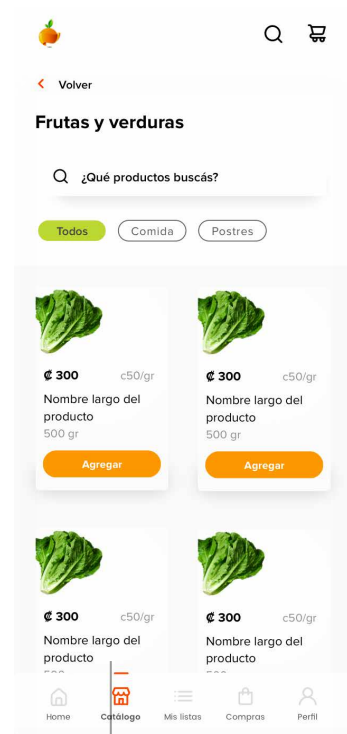 Volver
Frutas y verduras
¿Qué productos buscás?
Todos Comida Postres
₡ 300 c50/gr
Nombre largo del
producto
500 gr
Agregar
₡ 300 c50/gr
Nombre largo del
producto
500 gr
Agregar
₡ 300 c50/gr
Nombre largo del
producto
₡ 300 c50/gr
Nombre largo del
producto
Home Catálogo Mis listas Compras Perfil